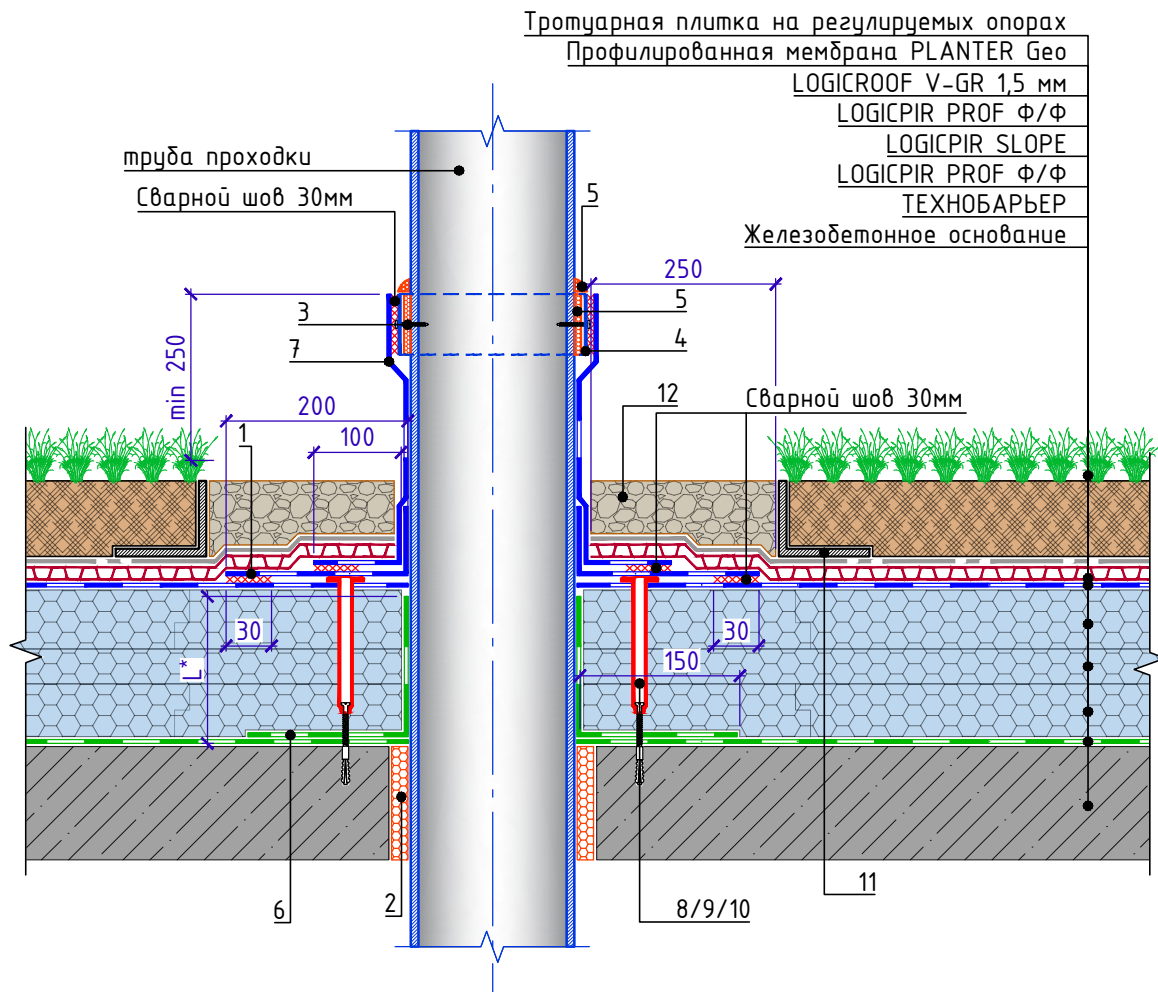 Тротуарная плитка на регулируемых опорах
Профилированная мембрана PLANTER Geo
LOGICROOF V-GR 1,5 мм
LOGICPIR PROF Ф/Ф
LOGICPIR SLOPE
LOGICPIR PROF Ф/Ф
ТЕХНОБАРЬЕР
Железобетонное основание
труба проходки
Сварной шов 30мм
5
250
3
5
7
4
min 250
200
12
Сварной шов 30мм
1
100
30
30
L*
150
6
2
8/9/10
11